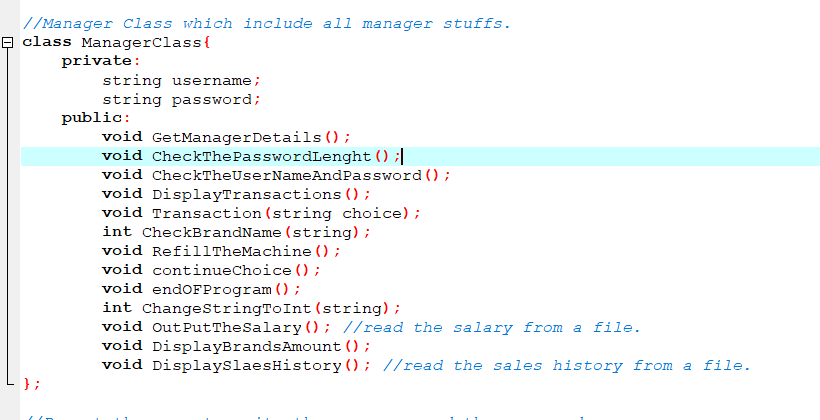 //Manager Class which include all manager stuffs.
class ManagerClass{
private:
string username;
string password;
public:
void GetManagerDetails();
void CheckThePasswordLenght();
void CheckTheUserNameAndPassword();
void DisplayTransactions();
void Transaction(string choice);
int CheckBrandName(string);
void RefillTheMachine();
void continueChoice();
void endOFProgram();
int ChangeStringToInt(string);
void OutPutTheSalary(); //read the salary from a file.
void DisplayBrandsAmount();
void DisplaySlaesHistory(); //read the sales history from a file.
};